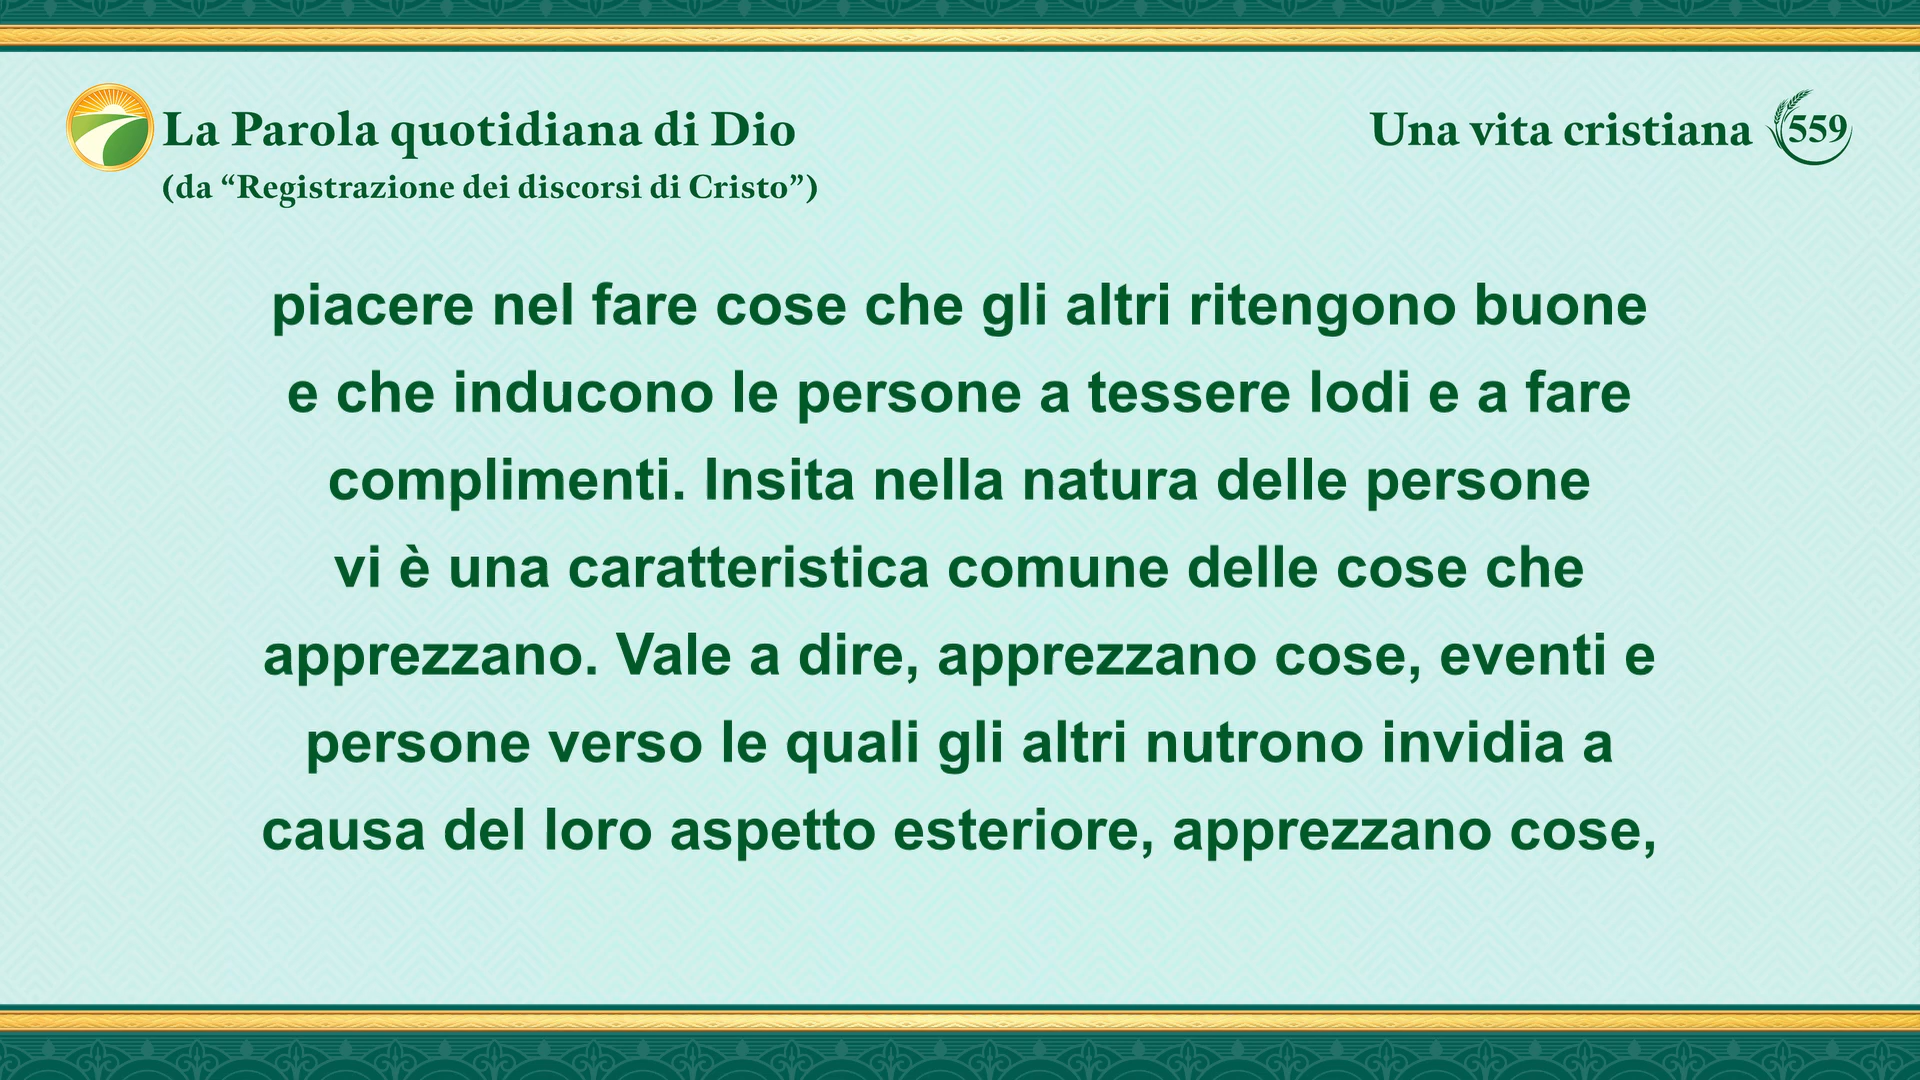 La Parola quotidiana di Dio
(da “Registrazione dei discorsi di Cristo”)
Una vita cristiana 559
piacere nel fare cose che gli altri ritengono buone
e che inducono le persone a tessere lodi e a fare
complimenti. Insita nella natura delle persone
vi è una caratteristica comune delle cose che
apprezzano. Vale a dire, apprezzano cose, eventi e
persone verso le quali gli altri nutrono invidia a
causa del loro aspetto esteriore, apprezzano cose,